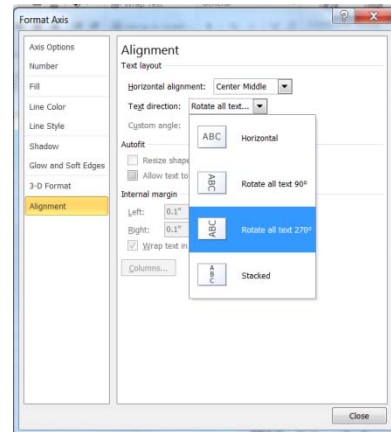 Format Axis
Axis Options
Number
Fill
Line Color
Line Style
Shadow
Glow and Soft Edges
3-D Format
Alignment
Alignment
Text layout
Horizontal alignment: Center Middle
Text direction: Rotate all text...
Custom angle:
Autofit
Resize shape
Allow text to
Internal margin
Left: 0.1"
Right: 0.1"
Wrap text in
Columns...
ABC Horizontal
ABC Rotate all text 90°
ABC Rotate all text 270°
ABC Stacked
Close